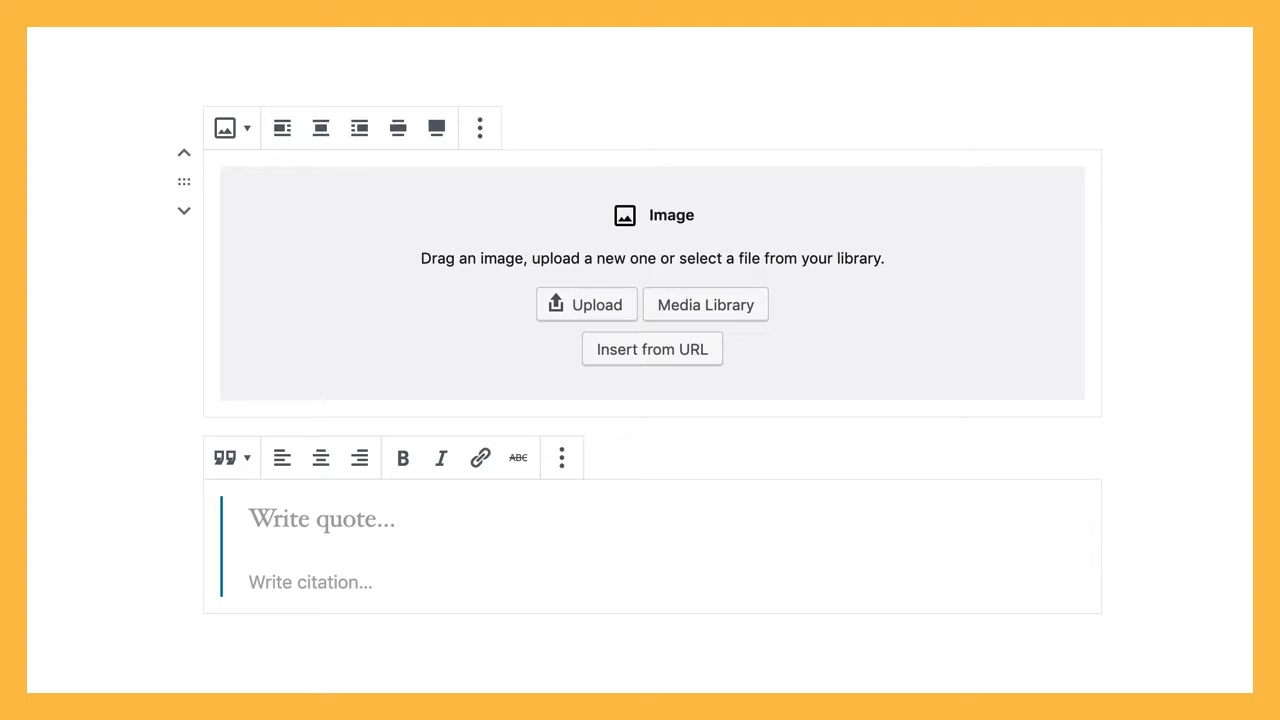 Image
Drag an image, upload a new one or select a file from your library.
Upload Media Library
Insert from URL
B I ABC
Write quote...
Write citation...